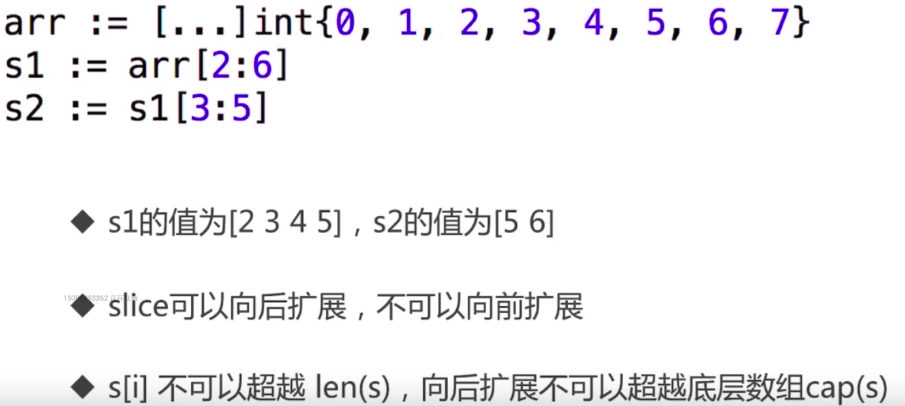 arr := [...]int{0, 1, 2, 3, 4, 5, 6, 7}
s1 := arr[2:6]
s2 := s1[3:5]
◆ s1的值为[2 3 4 5]，s2的值为[5 6]
◆ slice可以向后扩展，不可以向前扩展
◆ s[i] 不可以超越 len(s)，向后扩展不可以超越底层数组cap(s)